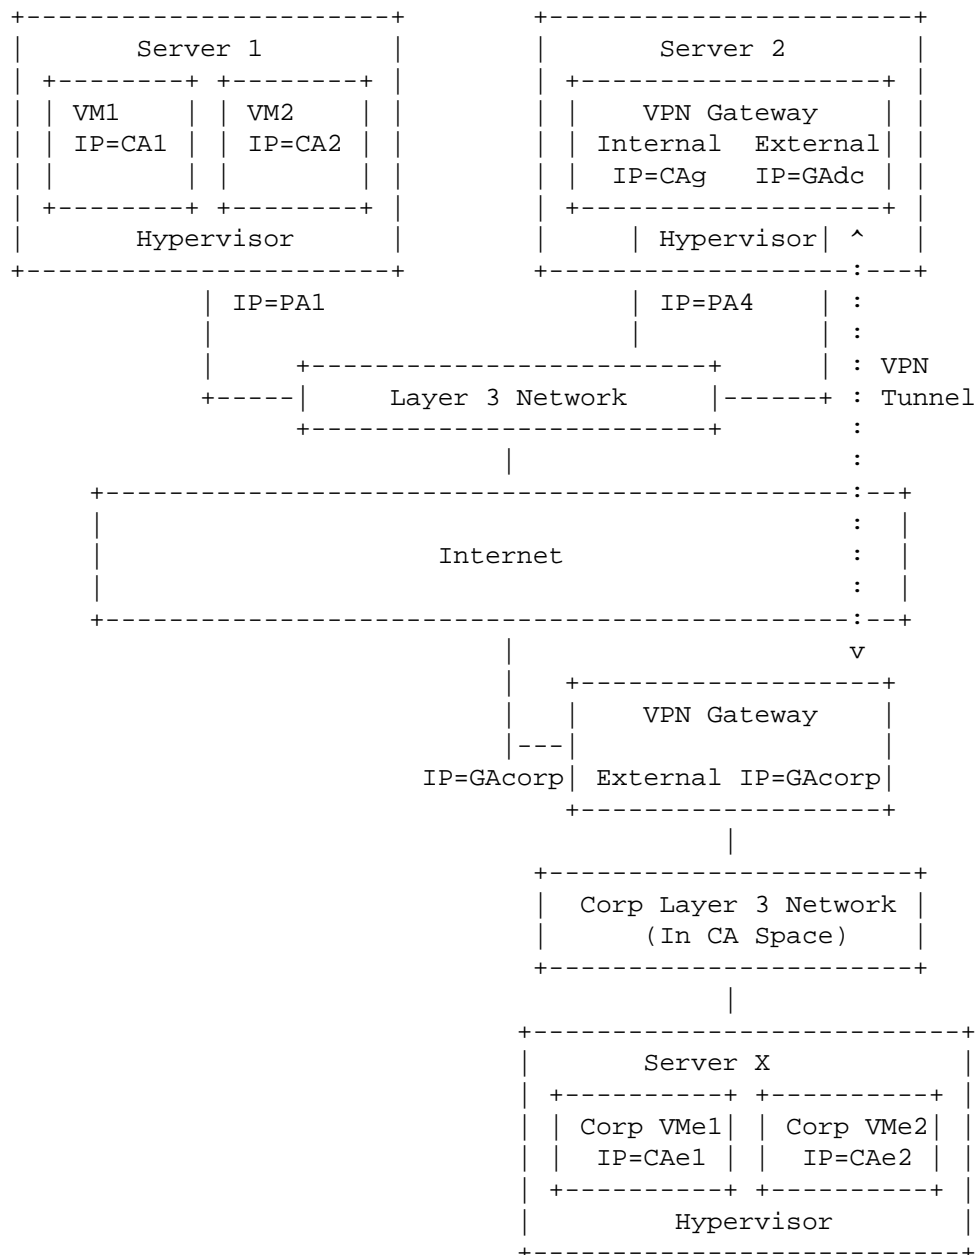 Server 1 Server 2
VM1 VM2 VPN Gateway
IP=CA1 IP=CA2 Internal External
IP=CAg IP=GAdc
Hypervisor Hypervisor
IP=PA1 IP=PA4
VPN
Layer 3 Network Tunnel
Internet
VPN Gateway
IP=GAcorp External IP=GAcorp
Corp Layer 3 Network
(In CA Space)
Server X
Corp VMe1 Corp VMe2
IP=CAe1 IP=CAe2
Hypervisor